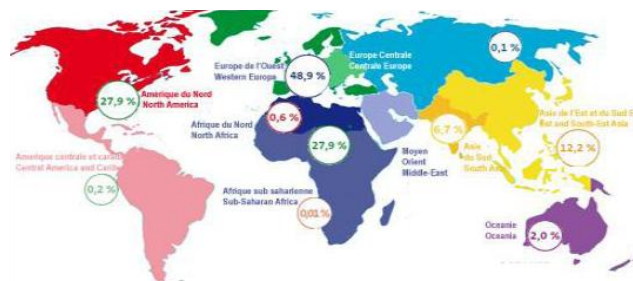 0,1 %
Europe Centrale
Centrale Europe
Europe de l'Ouest
Western Europe
48,9 %
Amérique du Nord
North America
27,9 %
Afrique du Nord
North Africa
0,6 %
27,9 %
6,7 %
Asie de l'Est et du Sud E
Est and South-Est Asia
12,2 %
Moyen
Orient
Middle-East
Asie
du Sud
South Asia
Amérique centrale et
Central America and
0,2 %
Afrique sub saharienne
Sub-Saharan Africa
0,01 %
Oceanie
Oceania
2,0 %